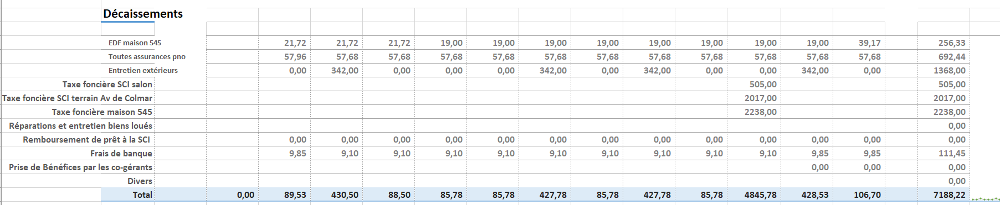 Décaissements
EDF maison 545 21,72 21,72 21,72 19,00 19,00 19,00 19,00 19,00 19,00 19,00 19,00 39,17 256,33
Toutes assurances pno 57,96 57,68 57,68 57,68 57,68 57,68 57,68 57,68 57,68 57,68 57,68 57,68 692,44
Entretien extérieurs 0,00 342,00 0,00 0,00 0,00 342,00 0,00 342,00 0,00 0,00 342,00 0,00 1368,00
Taxe foncière SCI salon 505,00 505,00
Taxe foncière SCI terrain Av de Colmar 2017,00 2017,00
Taxe foncière maison 545 2238,00 2238,00
Réparations et entretien biens loués 0,00
Remboursement de prêt à la SCI 0,00 0,00 0,00 0,00 0,00 0,00 0,00 0,00 0,00 0,00 0,00 0,00 0,00
Frais de banque 9,85 9,10 9,10 9,10 9,10 9,10 9,10 9,10 9,10 9,10 9,85 9,85 111,45
Prise de Bénéfices par les co-gérants 0,00 0,00 0,00
Divers 0,00
Total 0,00 89,53 430,50 88,50 85,78 85,78 427,78 85,78 427,78 85,78 4845,78 428,53 106,70 7188,22